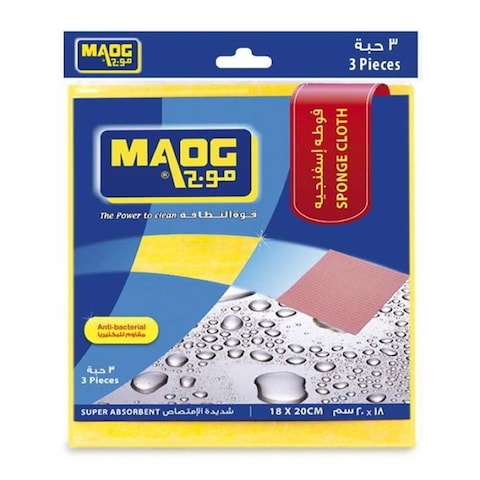 MAOG
موج
٣ حبة
3 Pieces
MAOG
موج®
The Power to clean قوة النظافة
فوطه إسفنجيه
SPONGE CLOTH
Anti-bacterial
مقاوم للبكتيريا
٣ حبة
3 Pieces
SUPER ABSORBENT شديدة الإمتصاص
18 X 20CM ١٨ x ٢٠ سم